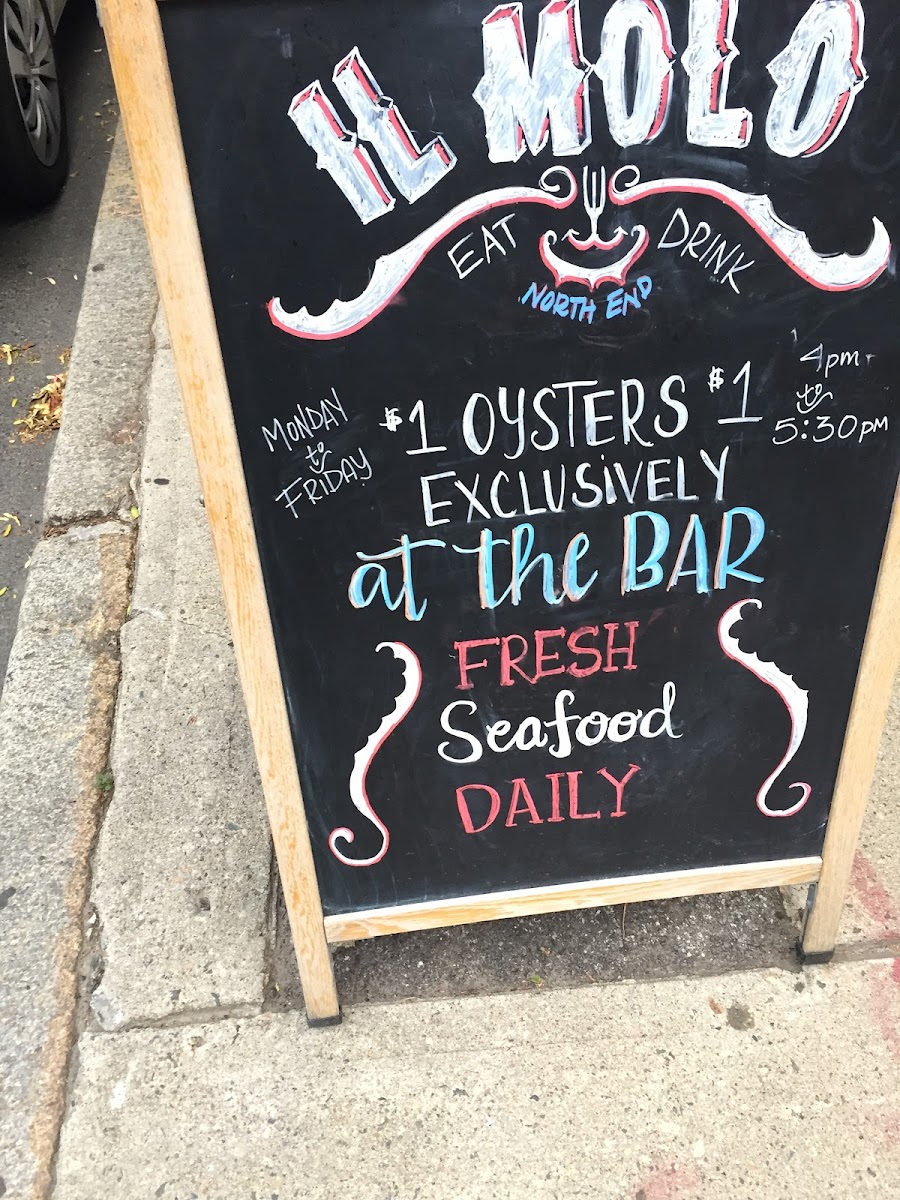 IL MOLO
EAT DRINK
NORTH END
MONDAY
to
FRIDAY
$1 OYSTERS $1
4pm
to
5:30pm
EXCLUSIVELY
at the BAR
FRESH
Seafood
DAILY